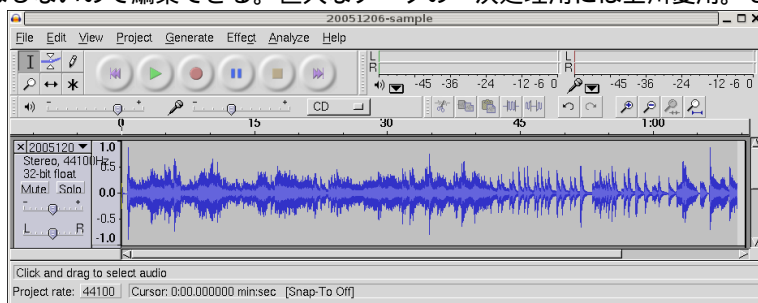 20051206-sample
File Edit View Project Generate Effect Analyze Help
L
R
-45 -36 -24 -12 -6 0
L
R
-45 -36 -24 -12 -6 0
CD
0 15 30 45 1:00
2005120
Stereo, 44100Hz
32-bit float
Mute Solo
- +
L R
1.0
0.5
0.0
-0.5
-1.0
Click and drag to select audio
Project rate: 44100 Cursor: 0:00.000000 min:sec [Snap-To Off]